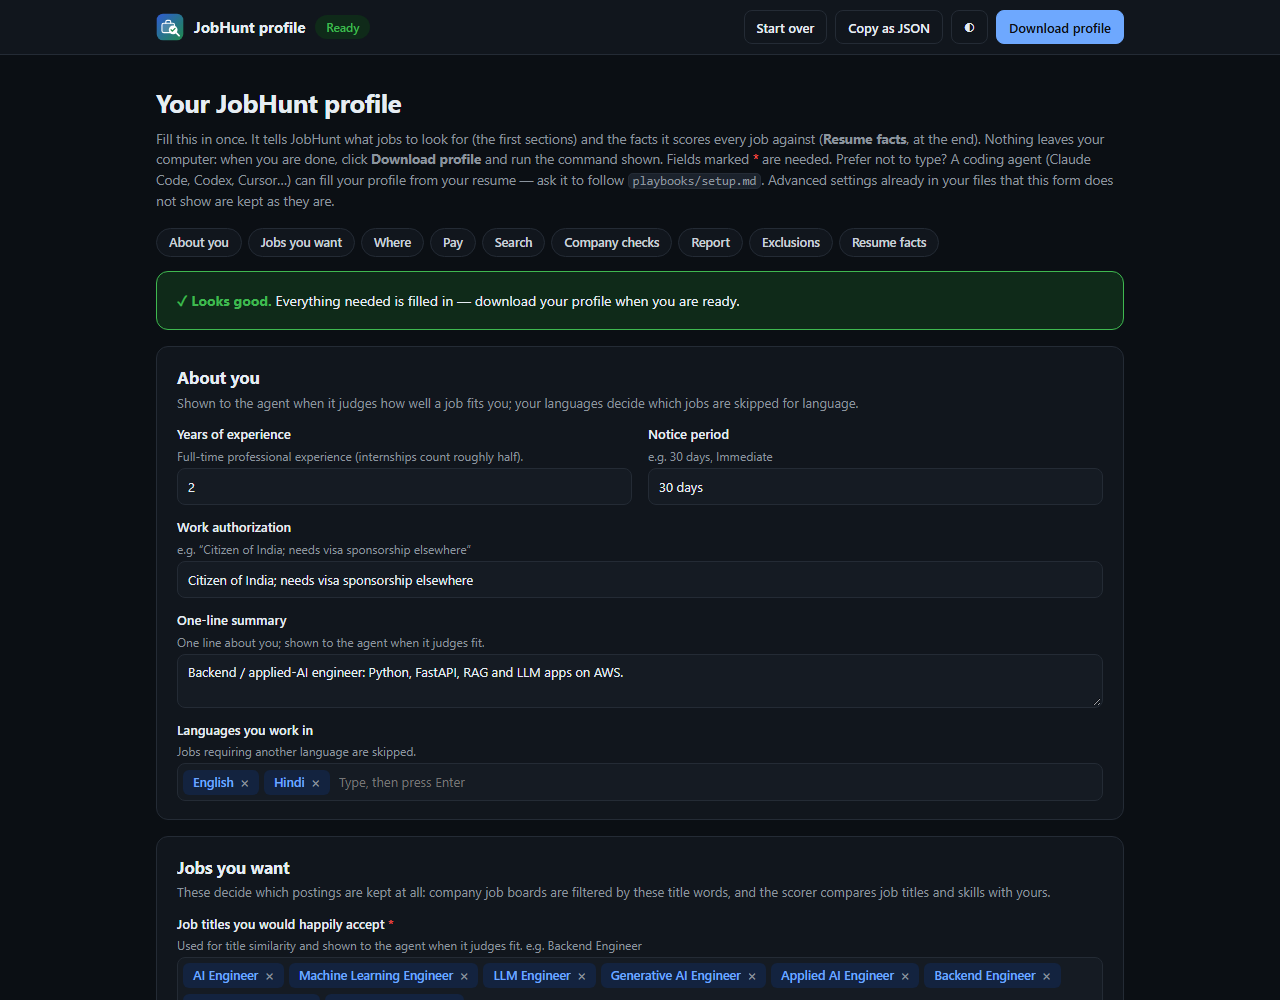 JobHunt profile Ready Start over Copy as JSON Download profile
Your JobHunt profile
Fill this in once. It tells JobHunt what jobs to look for (the first sections) and the facts it scores every job against (Resume facts, at the end). Nothing leaves your
computer: when you are done, click Download profile and run the command shown. Fields marked * are needed. Prefer not to type? A coding agent (Claude
Code, Codex, Cursor…) can fill your profile from your resume — ask it to follow playbooks/setup.md. Advanced settings already in your files that this form does
not show are kept as they are.
About you Jobs you want Where Pay Search Company checks Report Exclusions Resume facts
✓ Looks good. Everything needed is filled in — download your profile when you are ready.
About you
Shown to the agent when it judges how well a job fits you; your languages decide which jobs are skipped for language.
Years of experience Notice period
Full-time professional experience (internships count roughly half). e.g. 30 days, Immediate
2 30 days
Work authorization
e.g. “Citizen of India; needs visa sponsorship elsewhere”
Citizen of India; needs visa sponsorship elsewhere
One-line summary
One line about you; shown to the agent when it judges fit.
Backend / applied-AI engineer: Python, FastAPI, RAG and LLM apps on AWS.
Languages you work in
Jobs requiring another language are skipped.
English × Hindi × Type, then press Enter
Jobs you want
These decide which postings are kept at all: company job boards are filtered by these title words, and the scorer compares job titles and skills with yours.
Job titles you would happily accept *
Used for title similarity and shown to the agent when it judges fit. e.g. Backend Engineer
AI Engineer × Machine Learning Engineer × LLM Engineer × Generative AI Engineer × Applied AI Engineer × Backend Engineer ×